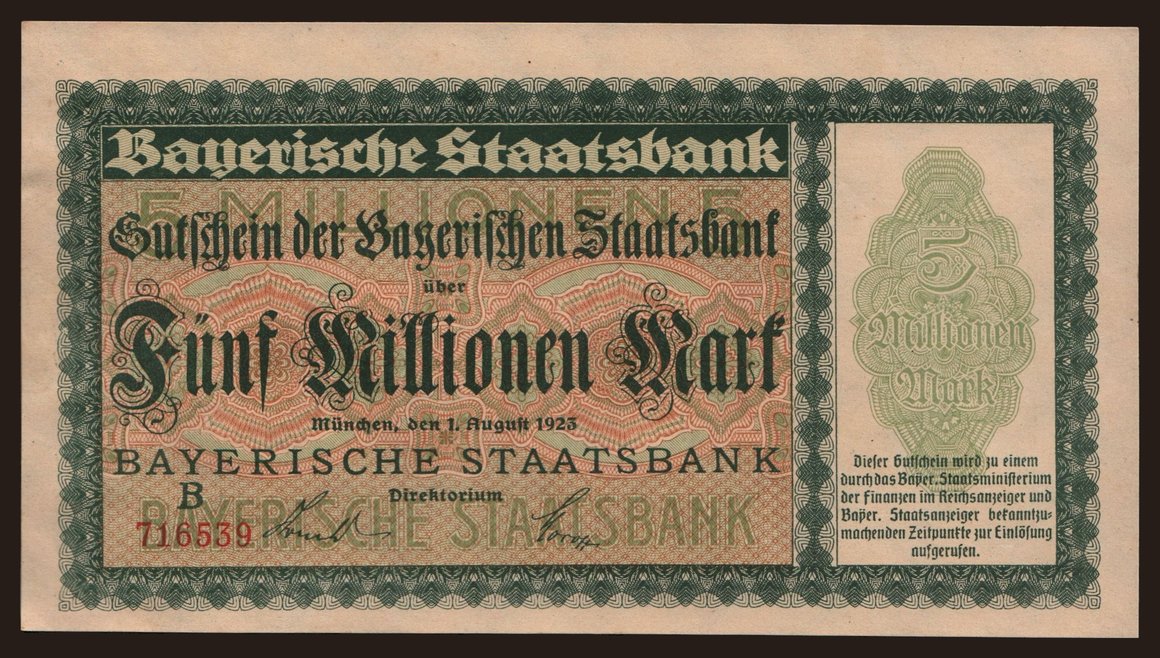 Bayerische Staatsbank
5 MILLIONEN 5
Gutschein der Bayerischen Staatsbank
über
Fünf Millionen Mark
München, den 1. August 1923
BAYERISCHE STAATSBANK
B
Direktorium
716539
BAYERISCHE STAATSBANK
5
Millionen
Mark
Dieser Gutschein wird zu einem
durch das Bayer. Staatsministerium
der Finanzen im Reichsanzeiger und
Bayer. Staatsanzeiger bekanntzu-
machenden Zeitpunkte zur Einlösung
aufgerufen.